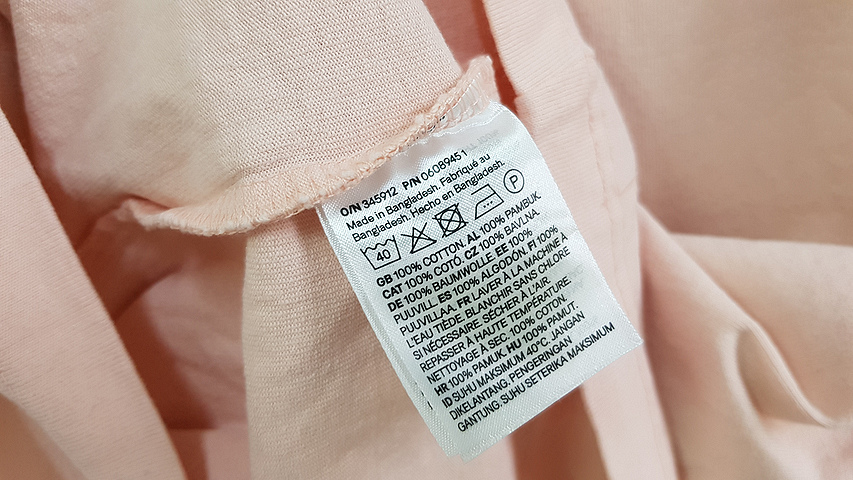 O/N 345912 P/N 06089451
Made in Bangladesh. Fabriqué au
Bangladesh. Hecho en Bangladesh.
40 P
GB 100% COTTON. AL 100% PAMBUK.
CAT 100% COTÓ. CZ 100% BAVLNA.
DE 100% BAUMWOLLE EE 100%
PUUVILL. ES 100% ALGODÓN. FI 100%
PUUVILLAA. FR LAVER À LA MACHINE À
L'EAU TIÈDE. BLANCHIR SANS CHLORE
SI NÉCESSAIRE. SÉCHER À L'AIR.
REPASSER À HAUTE TEMPÉRATURE.
NETTOYAGE À SEC. 100% COTON.
HR 100% PAMUK. HU 100% PAMUT.
ID SUHU MAKSIMUM 40°C. JANGAN
DIKELANTANG. PENGERINGAN
GANTUNG. SUHU SETERIKA MAKSIMUM